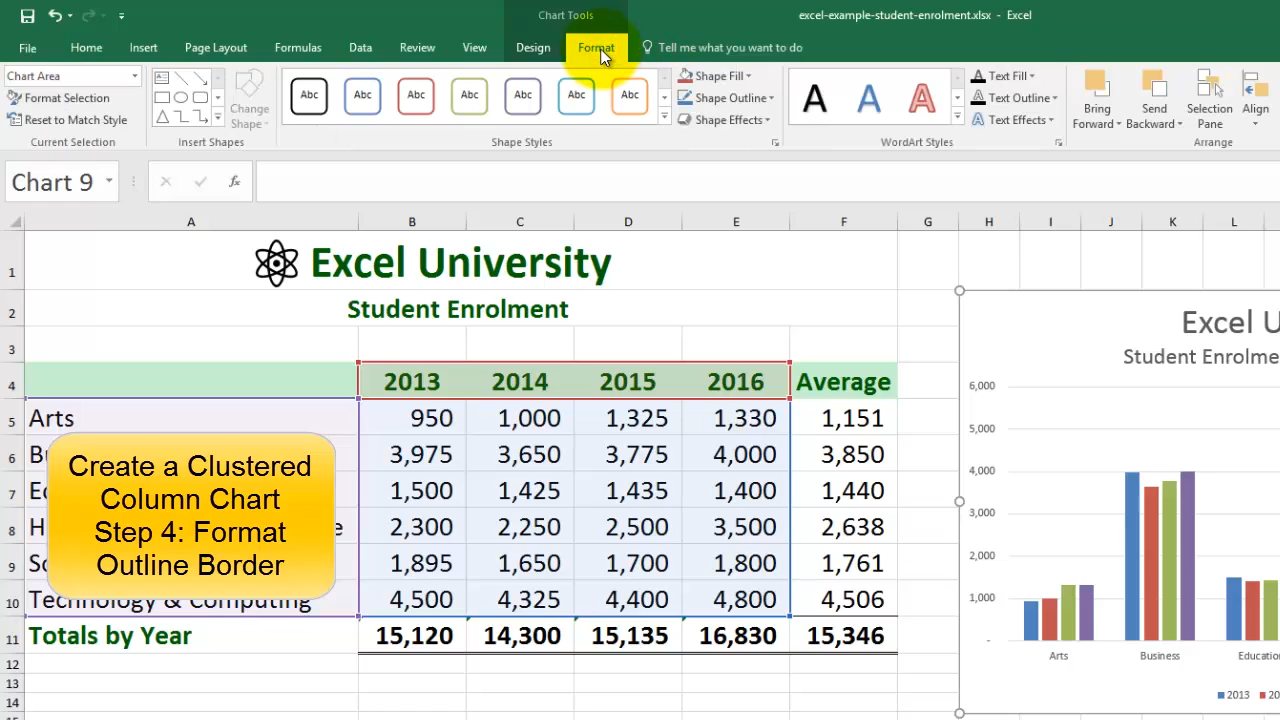 Chart Tools
excel-example-student-enrolment.xlsx - Excel
File Home Insert Page Layout Formulas Data Review View Design Format Tell me what you want to do
Chart Area
Format Selection
Reset to Match Style
Current Selection
Change
Shape
Insert Shapes
Abc Abc Abc Abc Abc Abc Abc
Shape Fill
Shape Outline
Shape Effects
Shape Styles
A A A
Text Fill
Text Outline
Text Effects
WordArt Styles
Bring
Forward
Send
Backward
Selection
Pane
Align
Arrange
Chart 9
fx
A B C D E F G H I J K L
1 Excel University
2 Student Enrolment
3
4 2013 2014 2015 2016 Average
5 Arts 950 1,000 1,325 1,330 1,151
6 3,975 3,650 3,775 4,000 3,850
7 1,500 1,425 1,435 1,400 1,440
8 2,300 2,250 2,500 3,500 2,638
9 1,895 1,650 1,700 1,800 1,761
10 Technology & Computing 4,500 4,325 4,400 4,800 4,506
11 Totals by Year 15,120 14,300 15,135 16,830 15,346
12
13
14
Create a Clustered
Column Chart
Step 4: Format
Outline Border
Excel U
Student Enrolme
6,000
5,000
4,000
3,000
2,000
1,000
-
Arts Business Education
2013 20